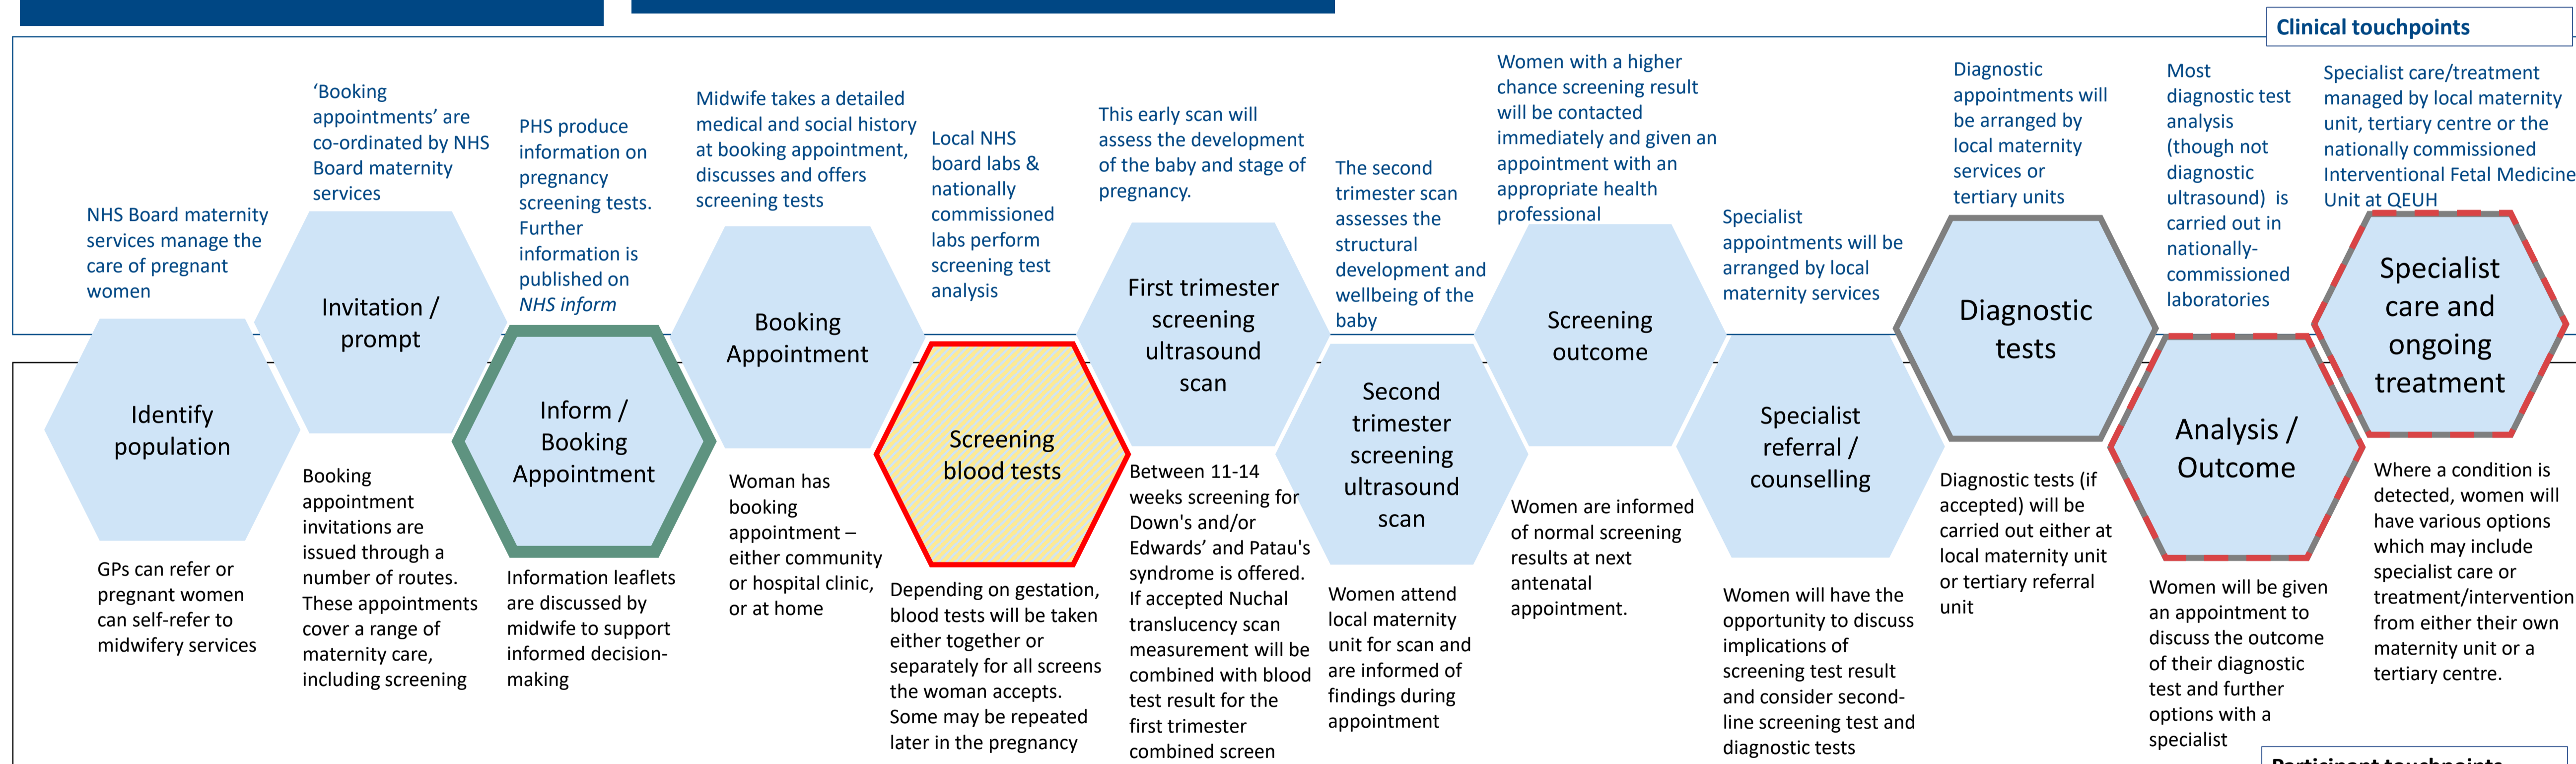 Clinical touchpoints
NHS Board maternity
services manage the
care of pregnant
women
‘Booking
appointments’ are
co-ordinated by NHS
Board maternity
services
PHS produce
information on
pregnancy
screening tests.
Further
information is
published on
NHS inform
Midwife takes a detailed
medical and social history
at booking appointment,
discusses and offers
screening tests
Local NHS
board labs &
nationally
commissioned
labs perform
screening test
analysis
This early scan will
assess the development
of the baby and stage of
pregnancy.
The second
trimester scan
assesses the
structural
development and
wellbeing of the
baby
Women with a higher
chance screening result
will be contacted
immediately and given an
appointment with an
appropriate health
professional
Specialist
appointments will be
arranged by local
maternity services
Diagnostic
appointments will
be arranged by
local maternity
services or
tertiary units
Most
diagnostic test
analysis
(though not
diagnostic
ultrasound) is
carried out in
nationally-
commissioned
laboratories
Specialist care/treatment
managed by local maternity
unit, tertiary centre or the
nationally commissioned
Interventional Fetal Medicine
Unit at QEUH
Identify
population
Invitation /
prompt
Inform /
Booking
Appointment
Booking
Appointment
Screening
blood tests
First trimester
screening
ultrasound
scan
Second
trimester
screening
ultrasound
scan
Screening
outcome
Specialist
referral /
counselling
Diagnostic
tests
Analysis /
Outcome
Specialist
care and
ongoing
treatment
GPs can refer or
pregnant women
can self-refer to
midwifery services
Booking
appointment
invitations are
issued through a
number of routes.
These appointments
cover a range of
maternity care,
including screening
Information leaflets
are discussed by
midwife to support
informed decision-
making
Woman has
booking
appointment –
either community
or hospital clinic,
or at home
Depending on gestation,
blood tests will be taken
either together or
separately for all screens
the woman accepts.
Some may be repeated
later in the pregnancy
Between 11-14
weeks screening for
Down's and/or
Edwards’ and Patau's
syndrome is offered.
If accepted Nuchal
translucency scan
measurement will be
combined with blood
test result for the
first trimester
combined screen
Women attend
local maternity
unit for scan and
are informed of
findings during
appointment
Women are informed
of normal screening
results at next
antenatal
appointment.
Women will have the
opportunity to discuss
implications of
screening test result
and consider second-
line screening test and
diagnostic tests
Diagnostic tests (if
accepted) will be
carried out either at
local maternity unit
or tertiary referral
unit
Women will be given
an appointment to
discuss the outcome
of their diagnostic
test and further
options with a
specialist
Where a condition is
detected, women will
have various options
which may include
specialist care or
treatment/intervention
from either their own
maternity unit or a
tertiary centre.
Participant touchpoints